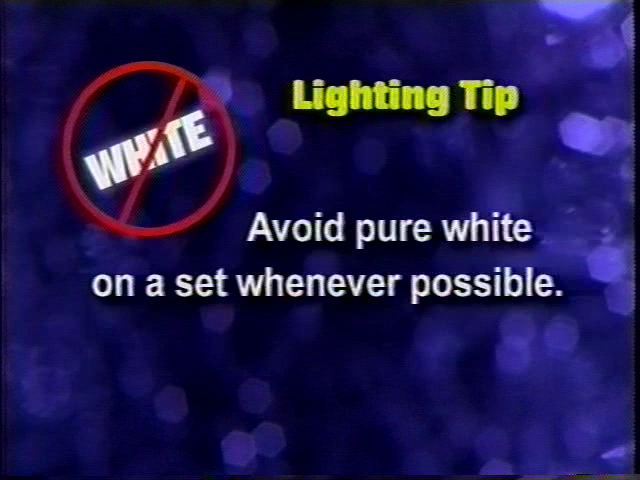 Lighting Tip
WHITE
Avoid pure white
on a set whenever possible.